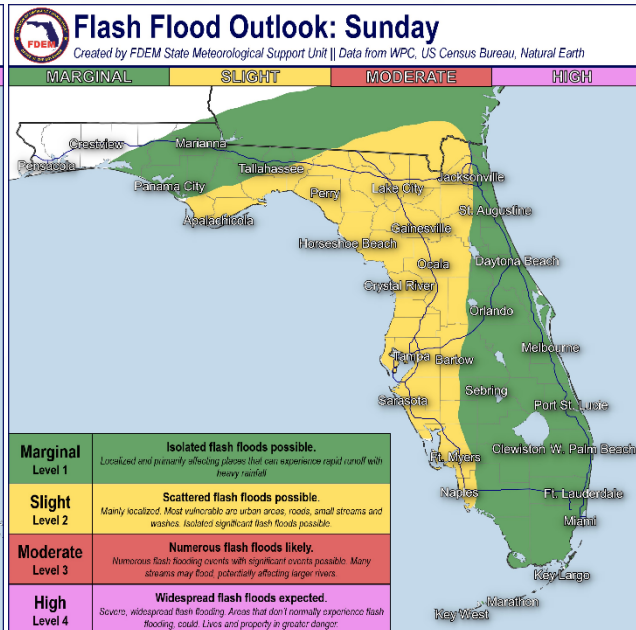 Flash Flood Outlook: Sunday
FDEM
Created by FDEM State Meteorological Support Unit || Data from WPC, US Census Bureau, Natural Earth
MARGINAL SLIGHT MODERATE HIGH
Crestview
Marianna
Pensacola
Tallahassee
Jacksonville
Panama City
Perry
Lake City
Apalachicola
St. Augustine
Gainesville
Horseshoe Beach
Ocala
Daytona Beach
Crystal River
Orlando
Tampa
Bartow
Melbourne
Sarasota
Sebring
Port St. Lucie
Clewiston
W. Palm Beach
Ft. Myers
Naples
Ft. Lauderdale
Miami
Key Largo
Marathon
Key West
Marginal
Level 1
Isolated flash floods possible.
Localized and primarily affecting places that can experience rapid runoff with
heavy rainfall
Slight
Level 2
Scattered flash floods possible.
Mainly localized. Most vulnerable are urban areas, roads, small streams and
washes. Isolated significant flash floods possible.
Moderate
Level 3
Numerous flash floods likely.
Numerous flash flooding events with significant events possible. Many
streams may flood, potentially affecting larger rivers.
High
Level 4
Widespread flash floods expected.
Severe, widespread flash flooding. Areas that don't normally experience flash
flooding, could. Lives and property in greater danger.